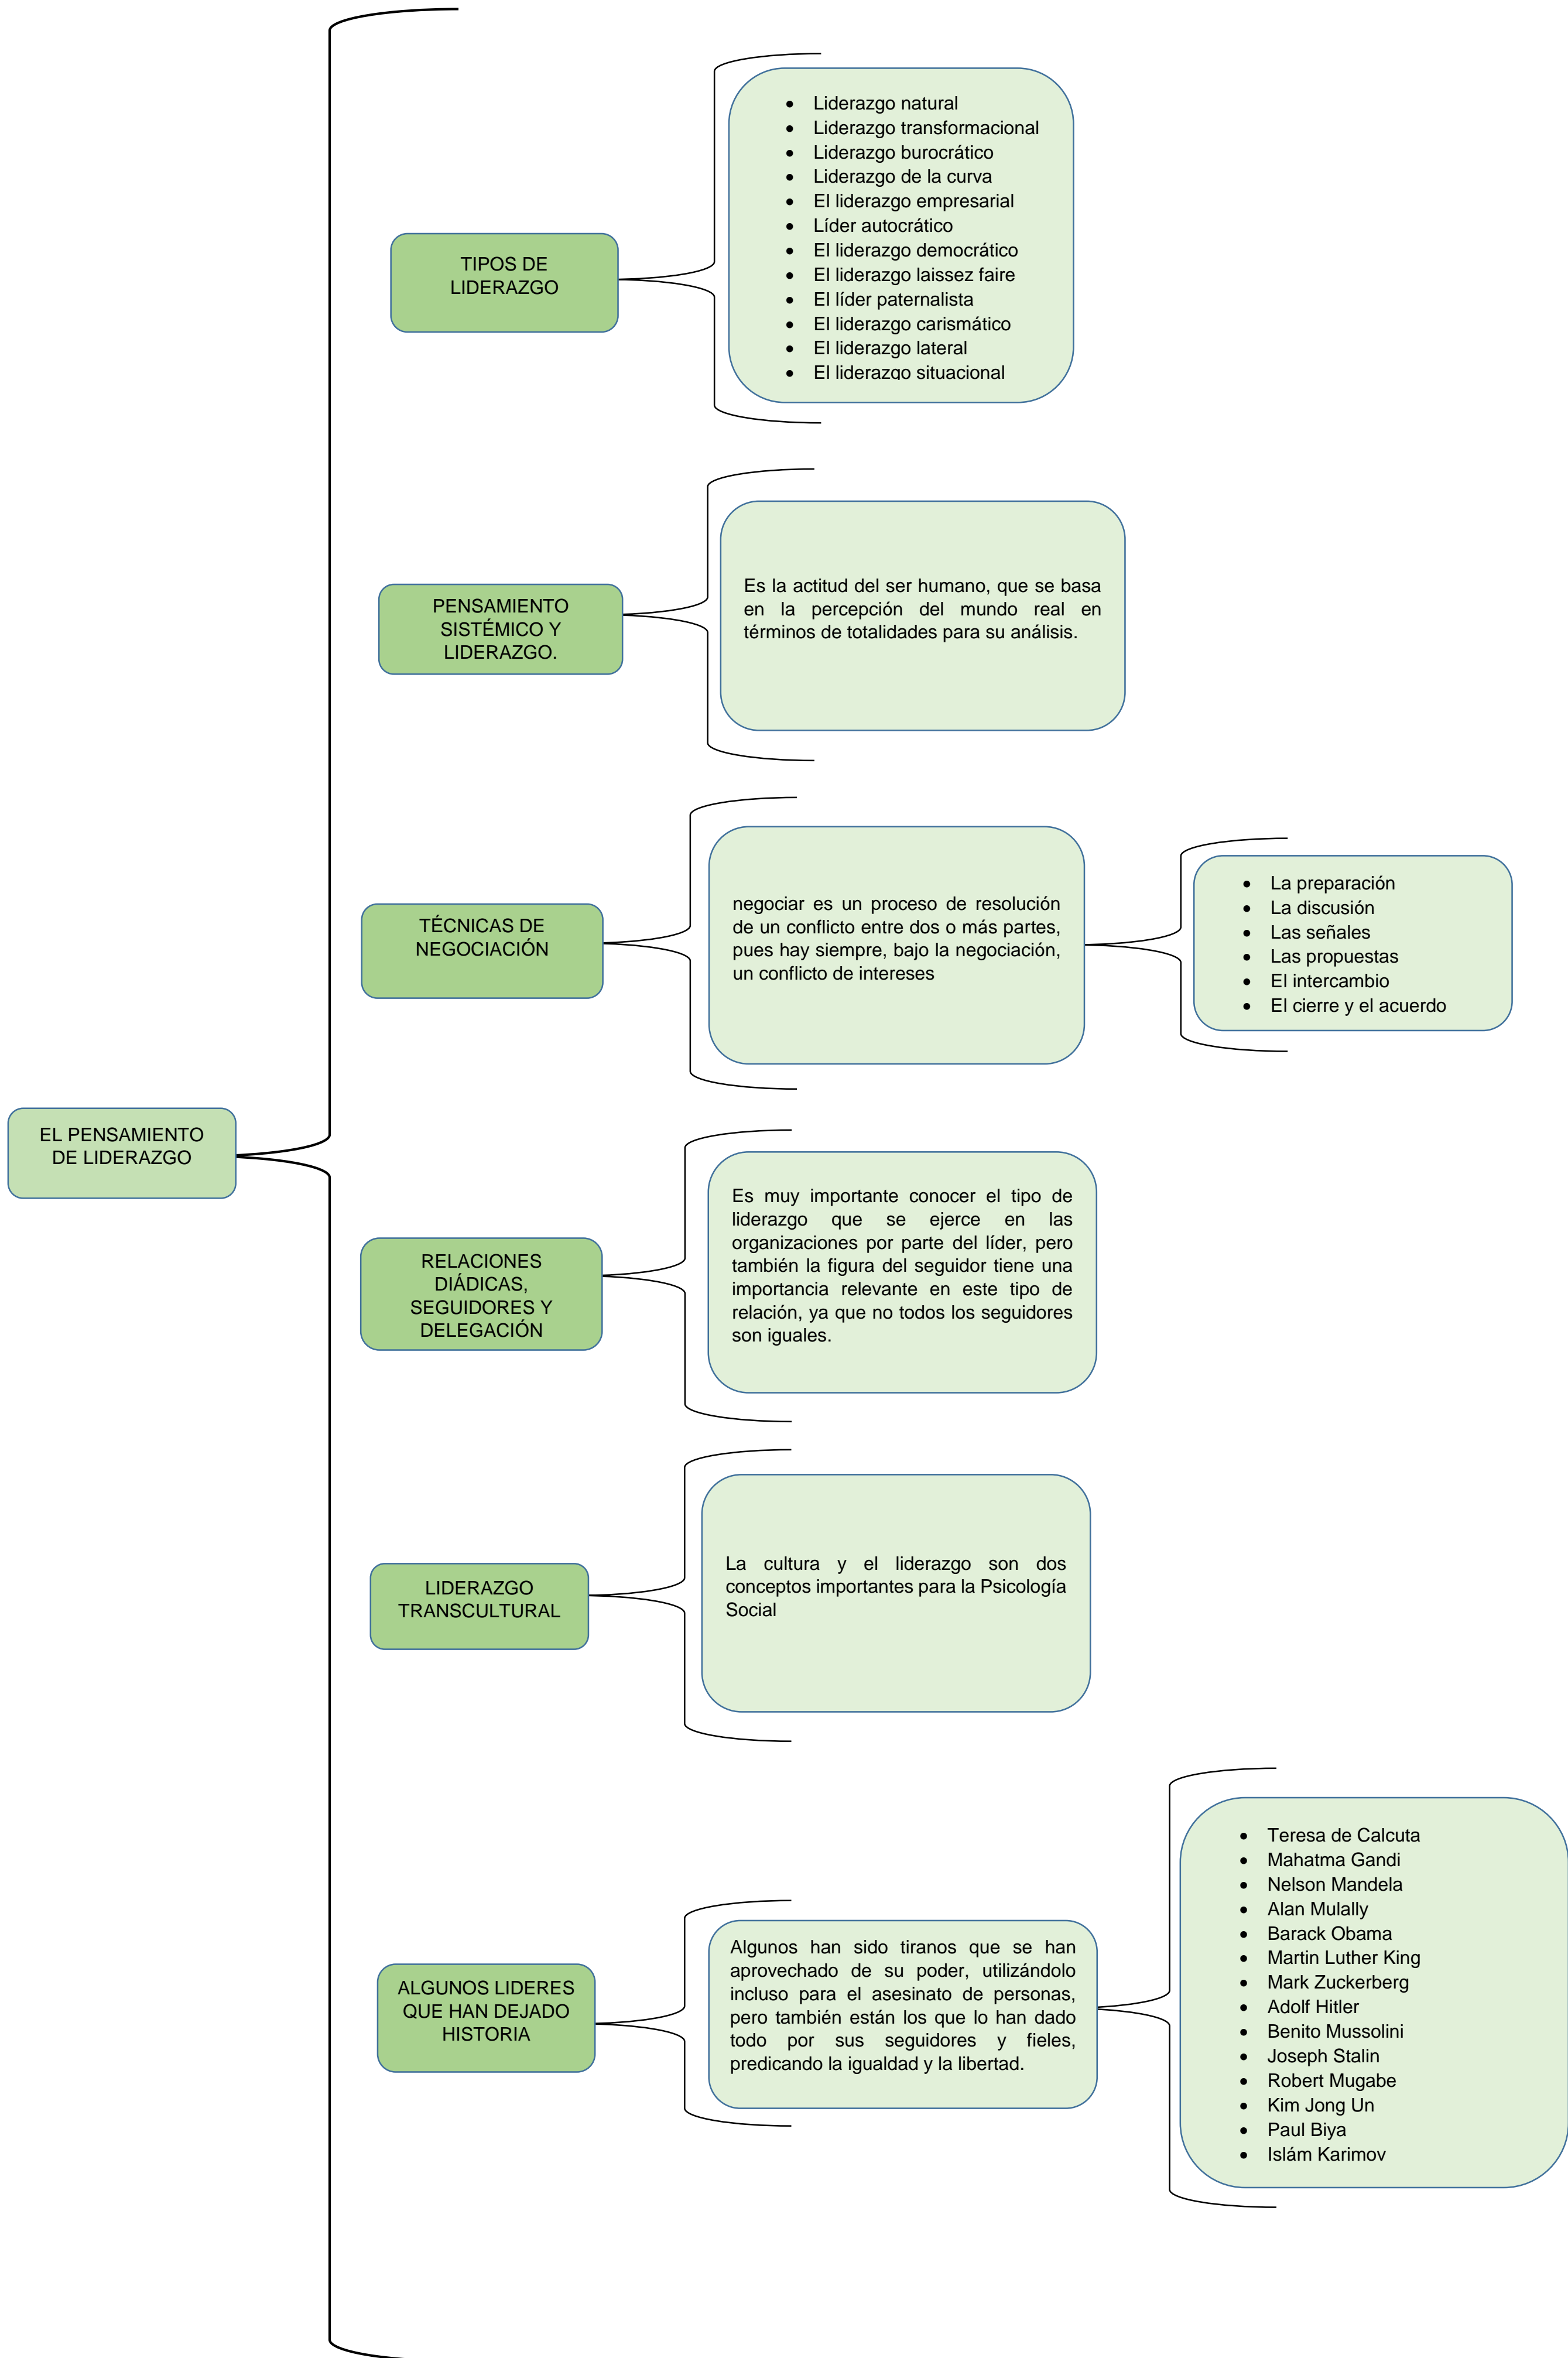 EL PENSAMIENTO
DE LIDERAZGO
TIPOS DE
LIDERAZGO
• Liderazgo natural
• Liderazgo transformacional
• Liderazgo burocrático
• Liderazgo de la curva
• El liderazgo empresarial
• Líder autocrático
• El liderazgo democrático
• El liderazgo laissez faire
• El líder paternalista
• El liderazgo carismático
• El liderazgo lateral
• El liderazgo situacional
PENSAMIENTO
SISTÉMICO Y
LIDERAZGO.
Es la actitud del ser humano, que se basa
en la percepción del mundo real en
términos de totalidades para su análisis.
TÉCNICAS DE
NEGOCIACIÓN
negociar es un proceso de resolución
de un conflicto entre dos o más partes,
pues hay siempre, bajo la negociación,
un conflicto de intereses
• La preparación
• La discusión
• Las señales
• Las propuestas
• El intercambio
• El cierre y el acuerdo
RELACIONES
DIÁDICAS,
SEGUIDORES Y
DELEGACIÓN
Es muy importante conocer el tipo de
liderazgo que se ejerce en las
organizaciones por parte del líder, pero
también la figura del seguidor tiene una
importancia relevante en este tipo de
relación, ya que no todos los seguidores
son iguales.
LIDERAZGO
TRANSCULTURAL
La cultura y el liderazgo son dos
conceptos importantes para la Psicología
Social
ALGUNOS LIDERES
QUE HAN DEJADO
HISTORIA
Algunos han sido tiranos que se han
aprovechado de su poder, utilizándolo
incluso para el asesinato de personas,
pero también están los que lo han dado
todo por sus seguidores y fieles,
predicando la igualdad y la libertad.
• Teresa de Calcuta
• Mahatma Gandi
• Nelson Mandela
• Alan Mulally
• Barack Obama
• Martin Luther King
• Mark Zuckerberg
• Adolf Hitler
• Benito Mussolini
• Joseph Stalin
• Robert Mugabe
• Kim Jong Un
• Paul Biya
• Islám Karimov